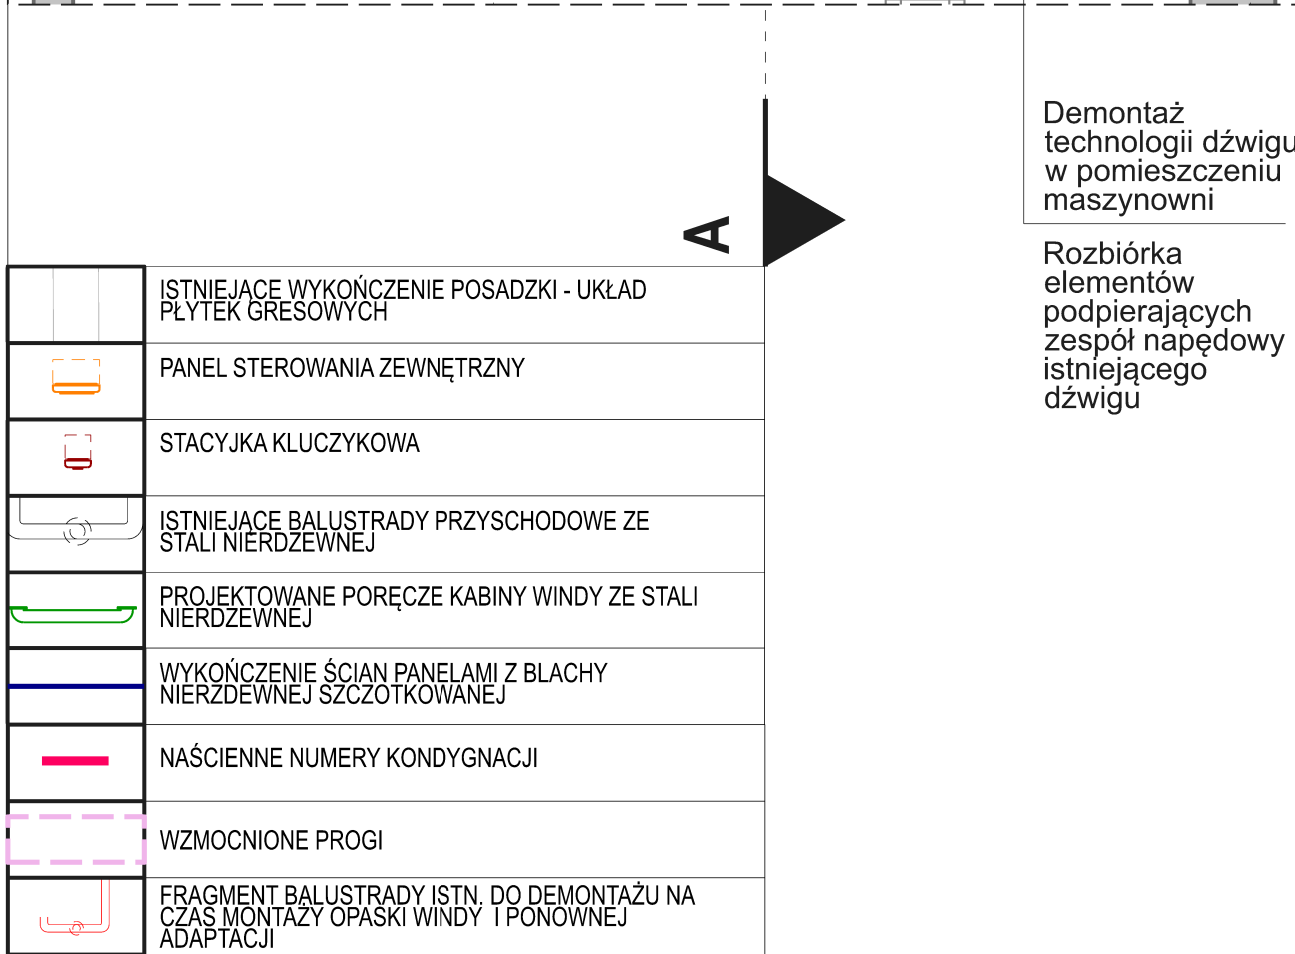 Demontaż
technologii dźwigu
w pomieszczeniu
maszynowni
A
Rozbiórka
elementów
podpierających
zespół napędowy
istniejącego
dźwigu
ISTNIEJĄCE WYKOŃCZENIE POSADZKI - UKŁAD
PŁYTEK GRESOWYCH
PANEL STEROWANIA ZEWNĘTRZNY
STACYJKA KLUCZYKOWA
ISTNIEJĄCE BALUSTRADY PRZYSCHODOWE ZE
STALI NIERDZEWNEJ
PROJEKTOWANE PORĘCZE KABINY WINDY ZE STALI
NIERDZEWNEJ
WYKOŃCZENIE ŚCIAN PANELAMI Z BLACHY
NIERZDEWNEJ SZCZOTKOWANEJ
NAŚCIENNE NUMERY KONDYGNACJI
WZMOCNIONE PROGI
FRAGMENT BALUSTRADY ISTN. DO DEMONTAŻU NA
CZAS MONTAŻY OPASKI WINDY I PONOWNEJ
ADAPTACJI